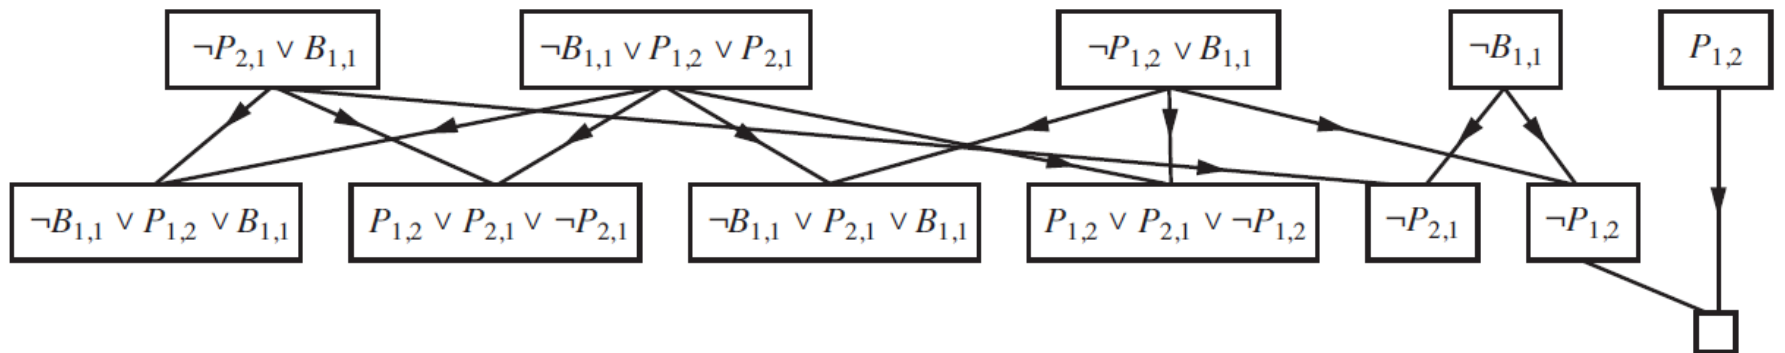 ¬P₂,₁ ∨ B₁,₁ ¬B₁,₁ ∨ P₁,₂ ∨ P₂,₁ ¬P₁,₂ ∨ B₁,₁ ¬B₁,₁ P₁,₂
¬B₁,₁ ∨ P₁,₂ ∨ B₁,₁ P₁,₂ ∨ P₂,₁ ∨ ¬P₂,₁ ¬B₁,₁ ∨ P₂,₁ ∨ B₁,₁ P₁,₂ ∨ P₂,₁ ∨ ¬P₁,₂ ¬P₂,₁ ¬P₁,₂